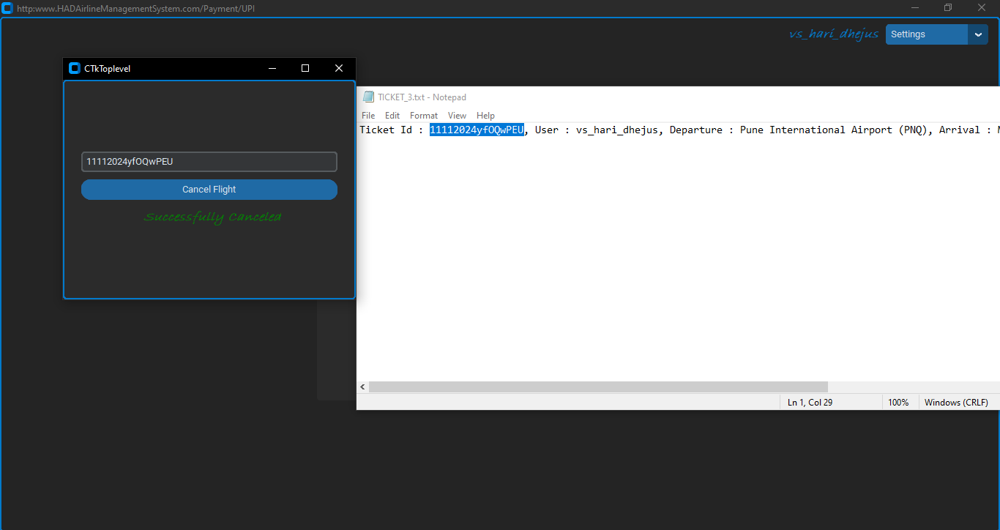 http:www.HADAirlineManagementSystem.com/Payment/UPI
vs_hari_dhejus
Settings
CTkToplevel
11112024yfOQwPEU
Cancel Flight
Successfully Canceled
TICKET_3.txt - Notepad
File Edit Format View Help
Ticket Id : 11112024yfOQwPEU, User : vs_hari_dhejus, Departure : Pune International Airport (PNQ), Arrival :
Ln 1, Col 29
100%
Windows (CRLF)